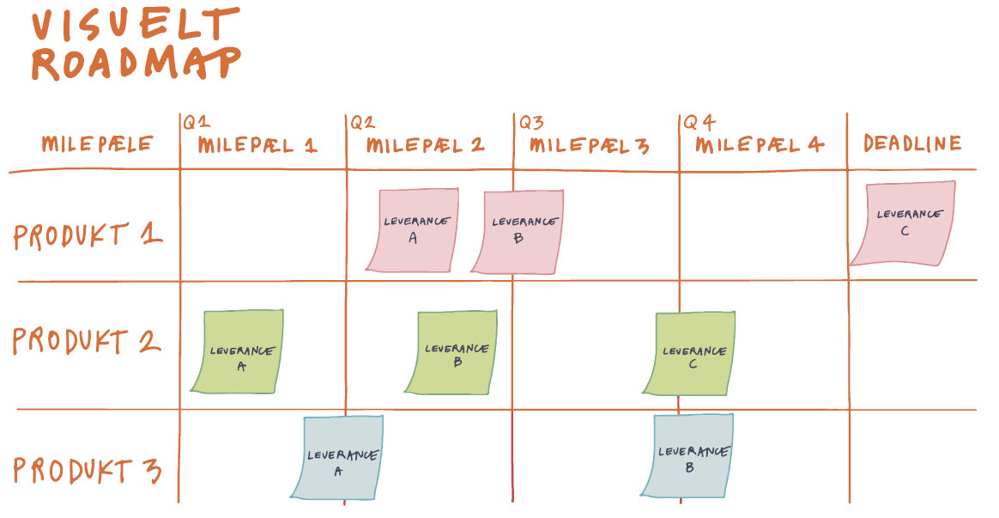 VISUELT
ROADMAP
Q1
Q2
Q3
Q4
MILEPÆLE
MILEPÆL 1
MILEPÆL 2
MILEPÆL 3
MILEPÆL 4
DEADLINE
PRODUKT 1
LEVERANCE
A
LEVERANCE
B
LEVERANCE
C
PRODUKT 2
LEVERANCE
A
LEVERANCE
B
LEVERANCE
C
PRODUKT 3
LEVERANCE
A
LEVERANCE
B